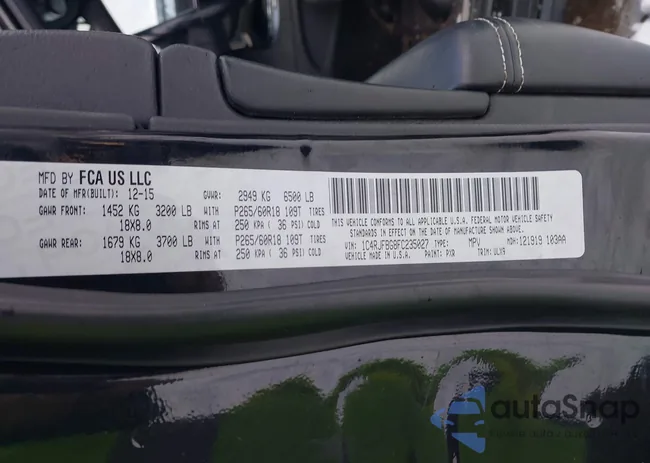 MFD BY FCA US LLC
DATE OF MFR(BUILT): 12-15 GVWR: 2949 KG 6500 LB
GAWR FRONT: 1452 KG 3200 LB WITH P265/60R18 109T TIRES
18X8.0 RIMS AT 250 KPA ( 36 PSI) COLD
GAWR REAR: 1679 KG 3700 LB WITH P265/60R18 109T TIRES
18X8.0 RIMS AT 250 KPA ( 36 PSI) COLD
THIS VEHICLE CONFORMS TO ALL APPLICABLE U.S.A. FEDERAL MOTOR VEHICLE SAFETY
STANDARDS IN EFFECT ON THE DATE OF MANUFACTURE SHOWN ABOVE.
VIN: 1C4RJFBG8FC235027 TYPE: MPV MDH: 121919 103AA
VEHICLE MADE IN U.S.A. PAINT: PXR TRIM: ULX9
autoSnap